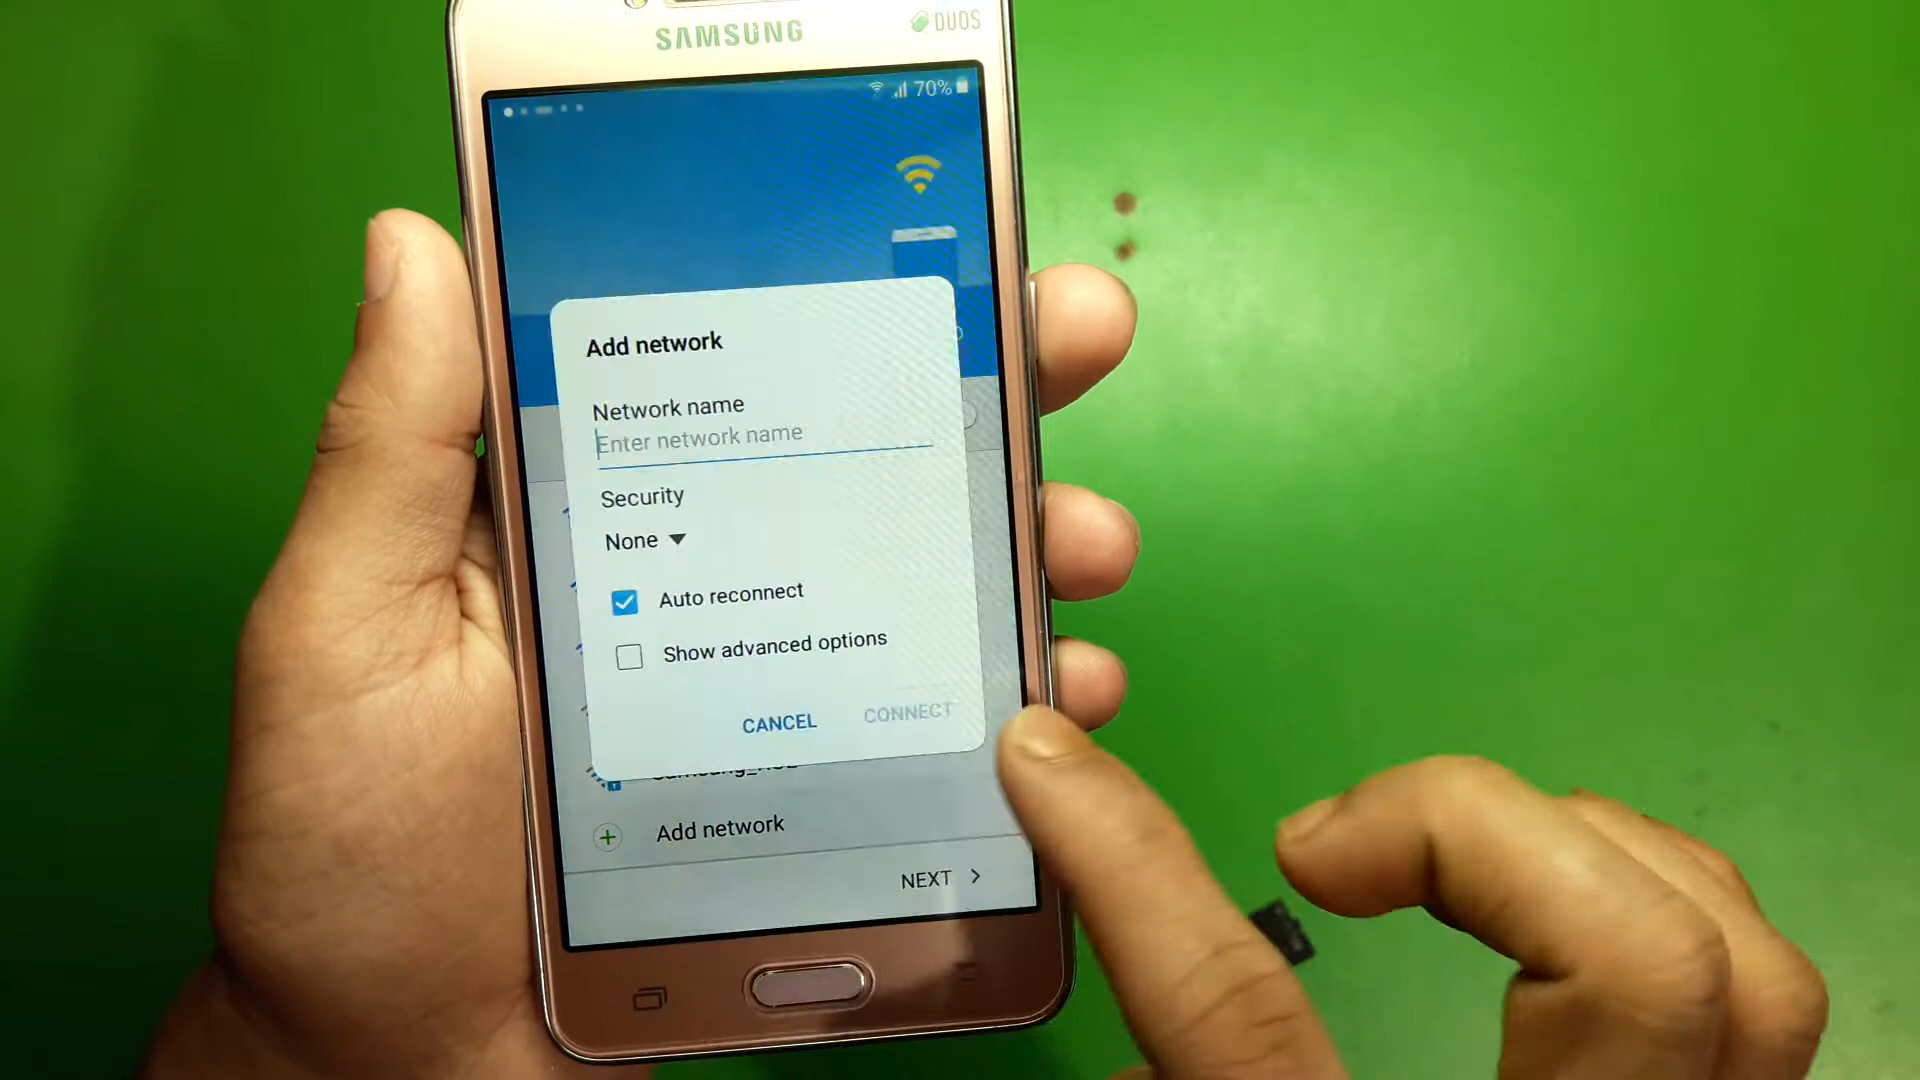 SAMSUNG
DUOS
70%
Add network
Network name
Enter network name
Security
None
Auto reconnect
Show advanced options
CANCEL
CONNECT
Add network
NEXT